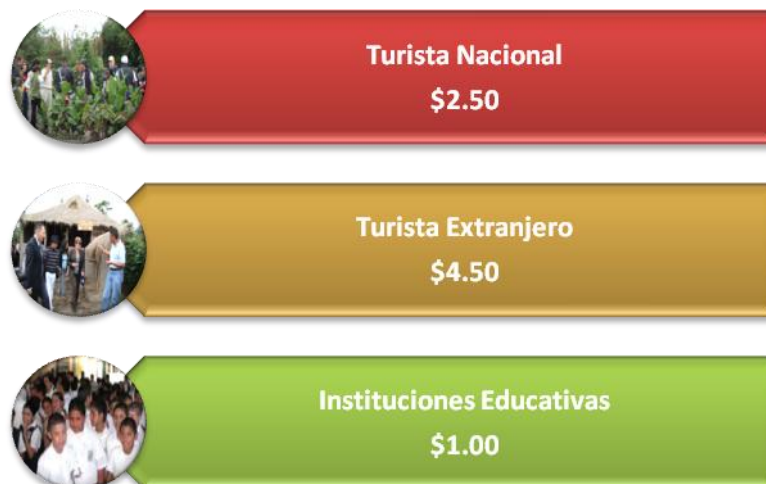 Turista Nacional
$2.50
Turista Extranjero
$4.50
Instituciones Educativas
$1.00